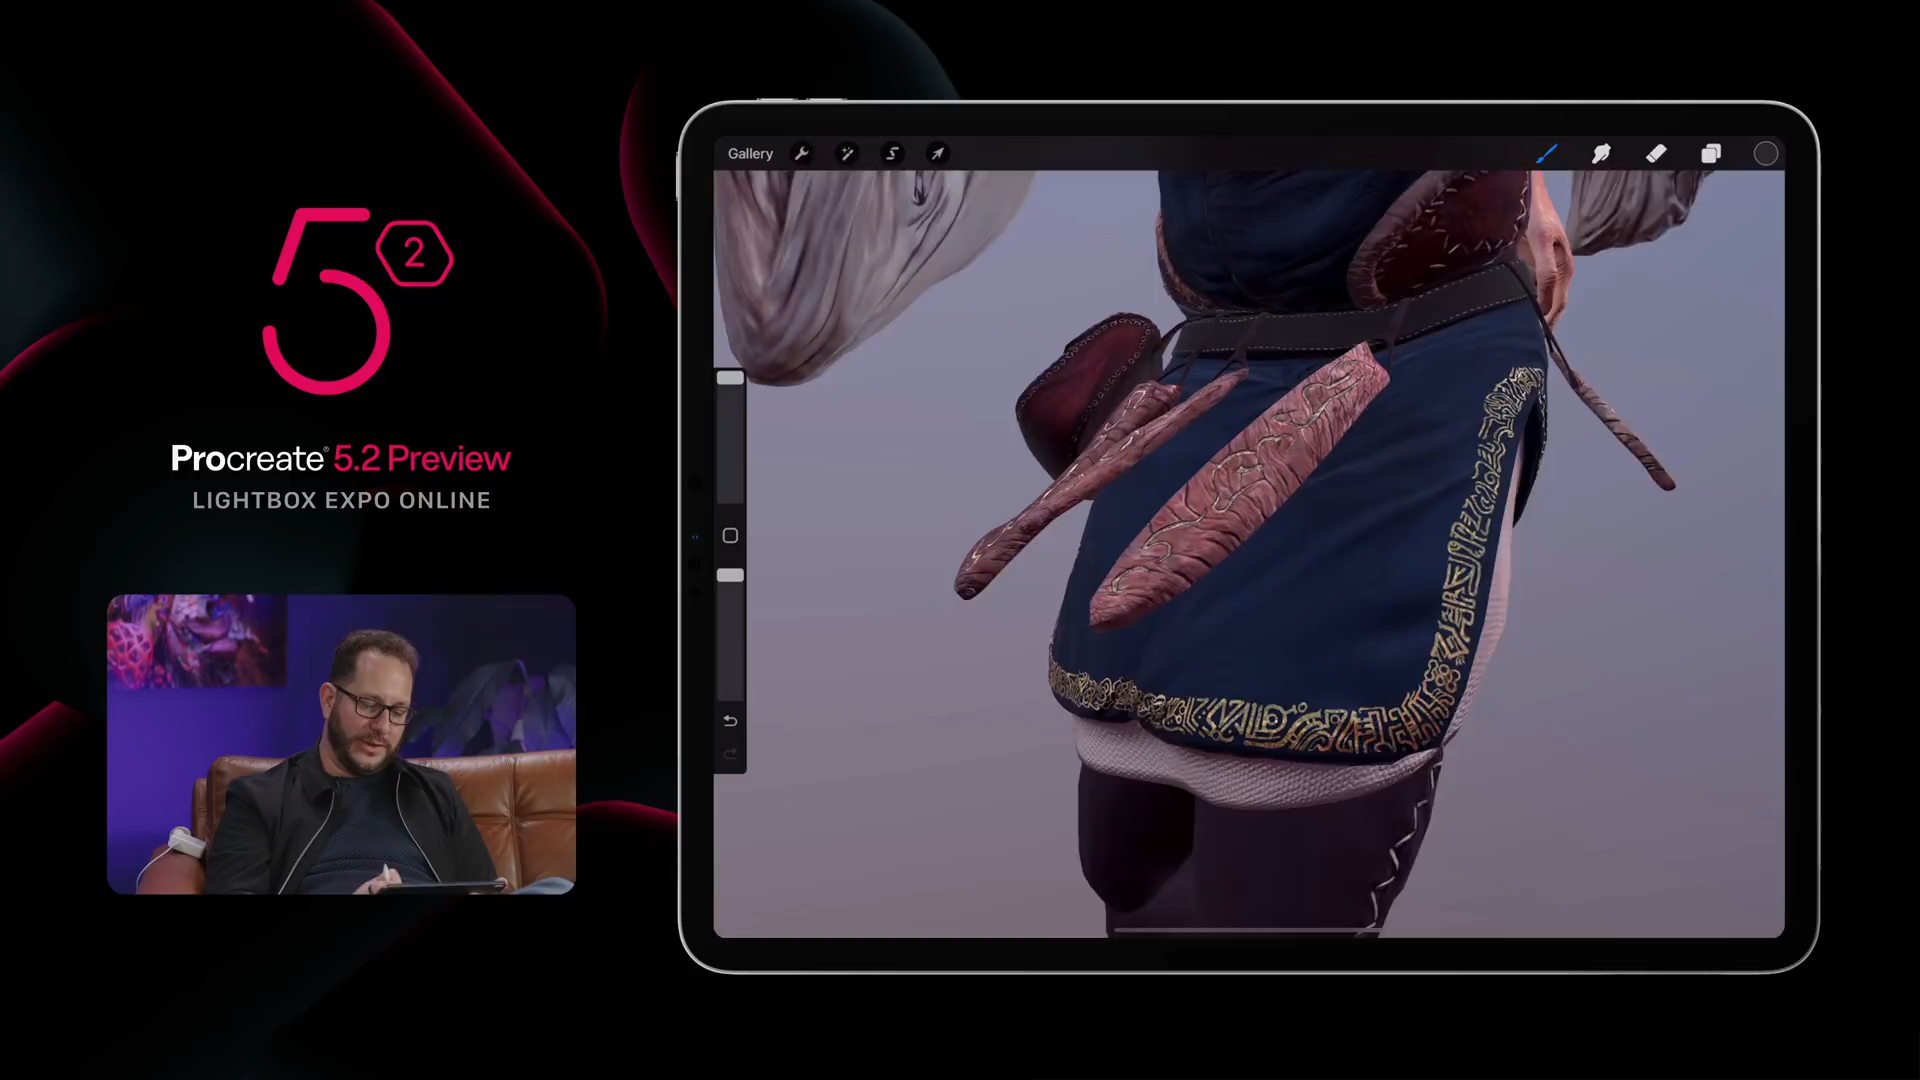 5
2
Procreate® 5.2 Preview
LIGHTBOX EXPO ONLINE
Gallery